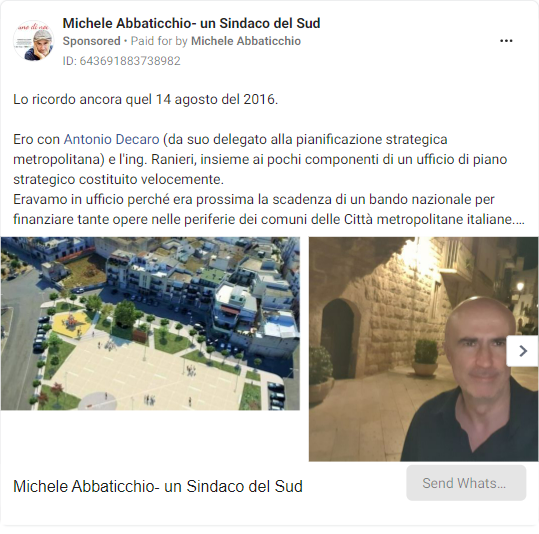 Michele Abbaticchio- un Sindaco del Sud
Sponsored • Paid for by Michele Abbaticchio
ID: 643691883738982
Lo ricordo ancora quel 14 agosto del 2016.
Ero con Antonio Decaro (da suo delegato alla pianificazione strategica
metropolitana) e l'ing. Ranieri, insieme ai pochi componenti di un ufficio di piano
strategico costituito velocemente.
Eravamo in ufficio perché era prossima la scadenza di un bando nazionale per
finanziare tante opere nelle periferie dei comuni delle Città metropolitane italiane....
Michele Abbaticchio- un Sindaco del Sud
Send Whats...